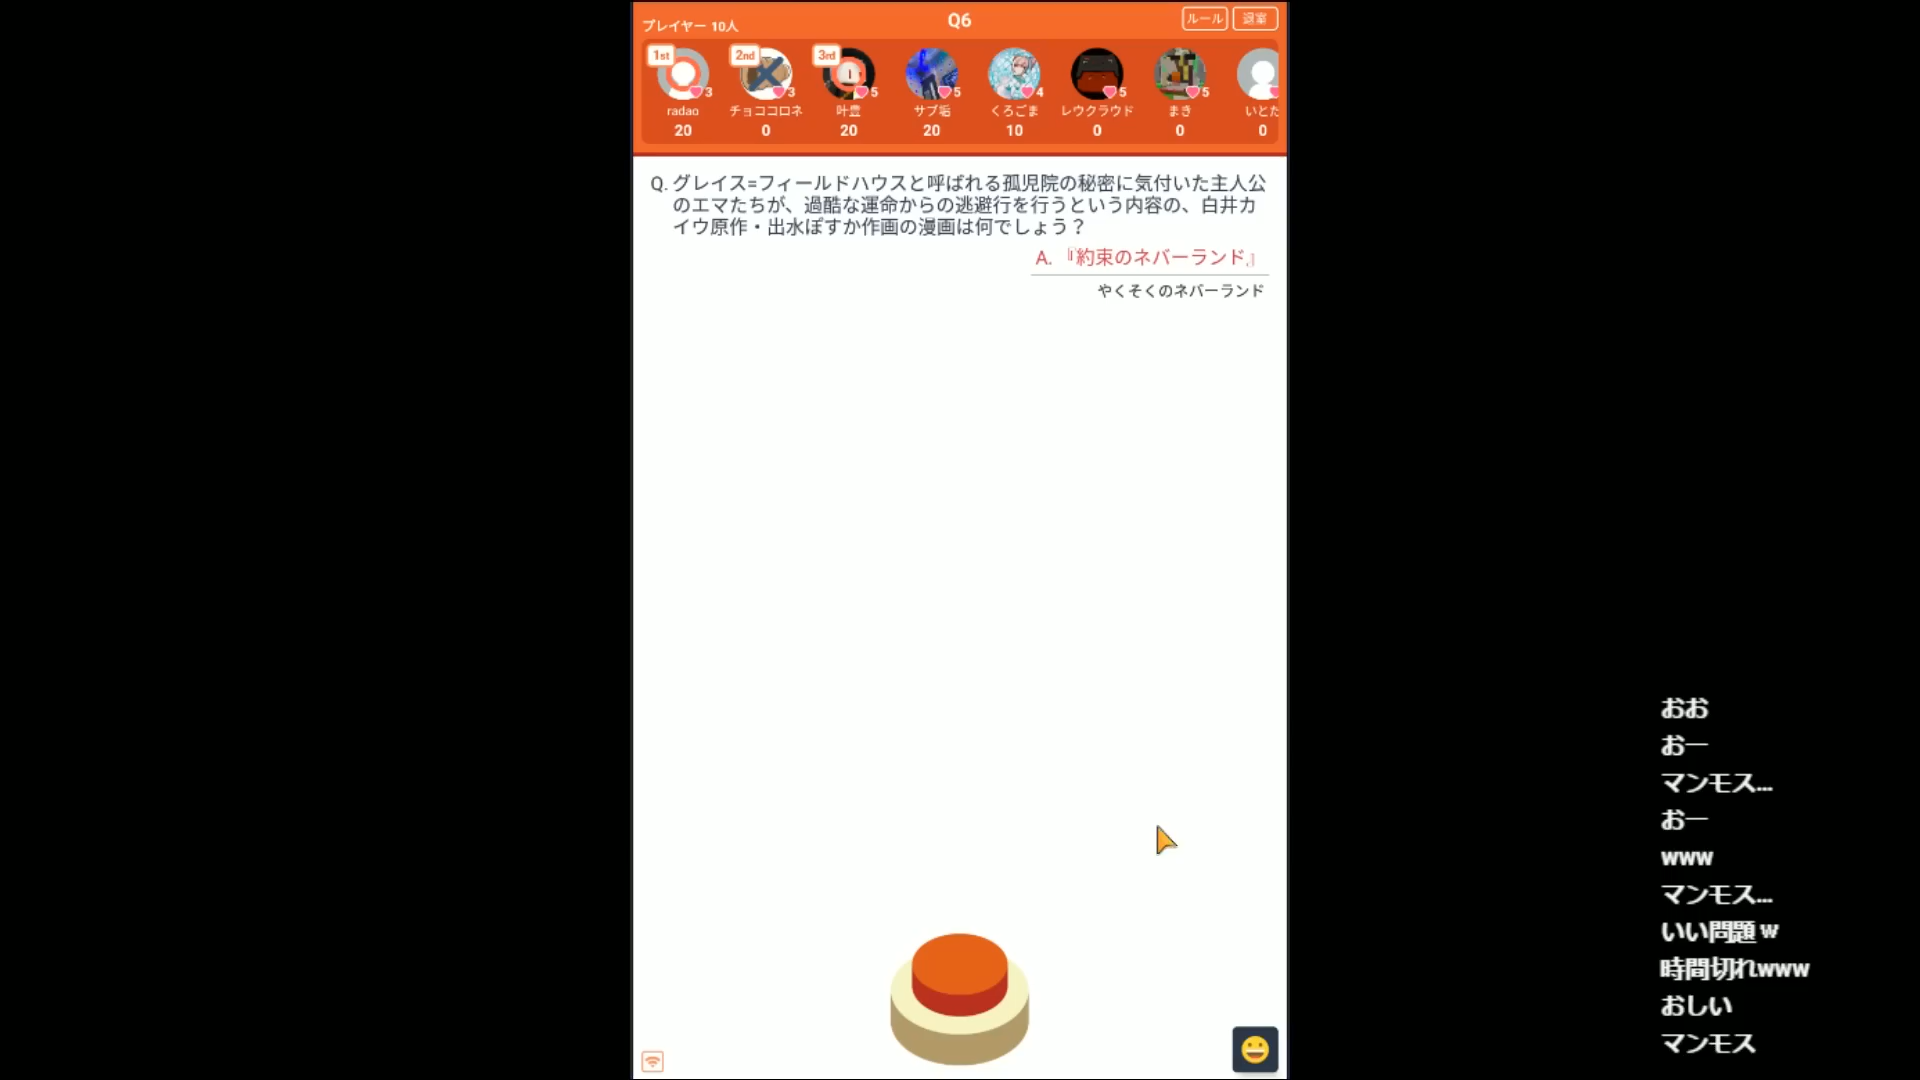 プレイヤー 10人
Q6
ルール
退室
1st
2nd
3rd
3
3
5
5
4
5
5
radao
チョココロネ
叶豊
サブ垢
くろごま
レウクラウド
まき
いとた
20
0
20
20
10
0
0
0
Q. グレイス=フィールドハウスと呼ばれる孤児院の秘密に気付いた主人公
のエマたちが、過酷な運命からの逃避行を行うという内容の、白井カ
イウ原作・出水ぽすか作画の漫画は何でしょう？
A. 『約束のネバーランド』
やくそくのネバーランド
おお
おー
マンモス...
おー
www
マンモス...
いい問題ｗ
時間切れwww
おしい
マンモス